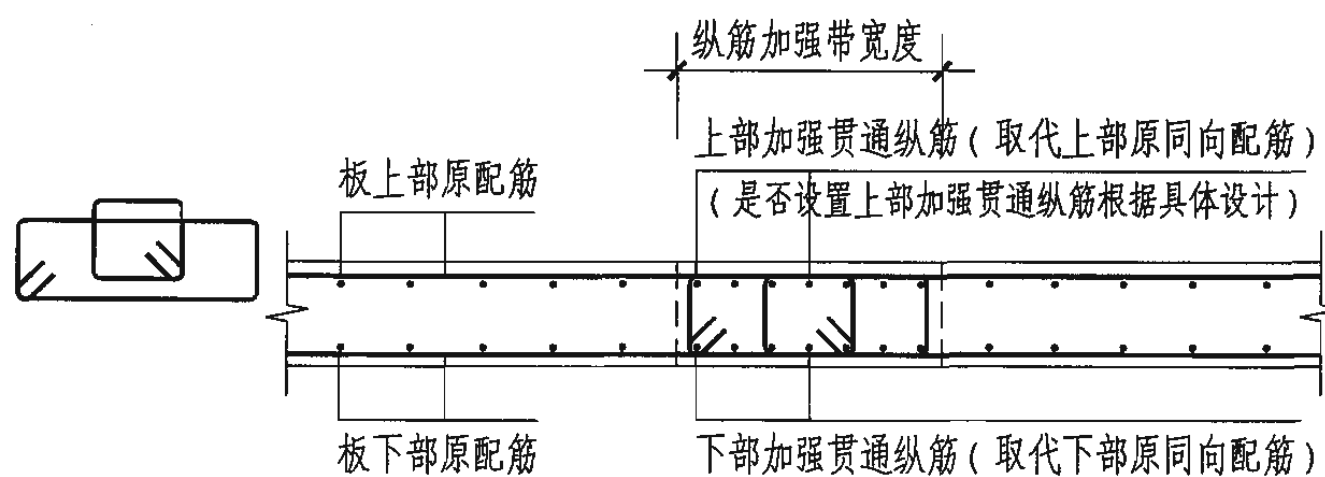 纵筋加强带宽度
上部加强贯通纵筋(取代上部原同向配筋)
板上部原配筋
(是否设置上部加强贯通纵筋根据具体设计)
板下部原配筋
下部加强贯通纵筋(取代下部原同向配筋)